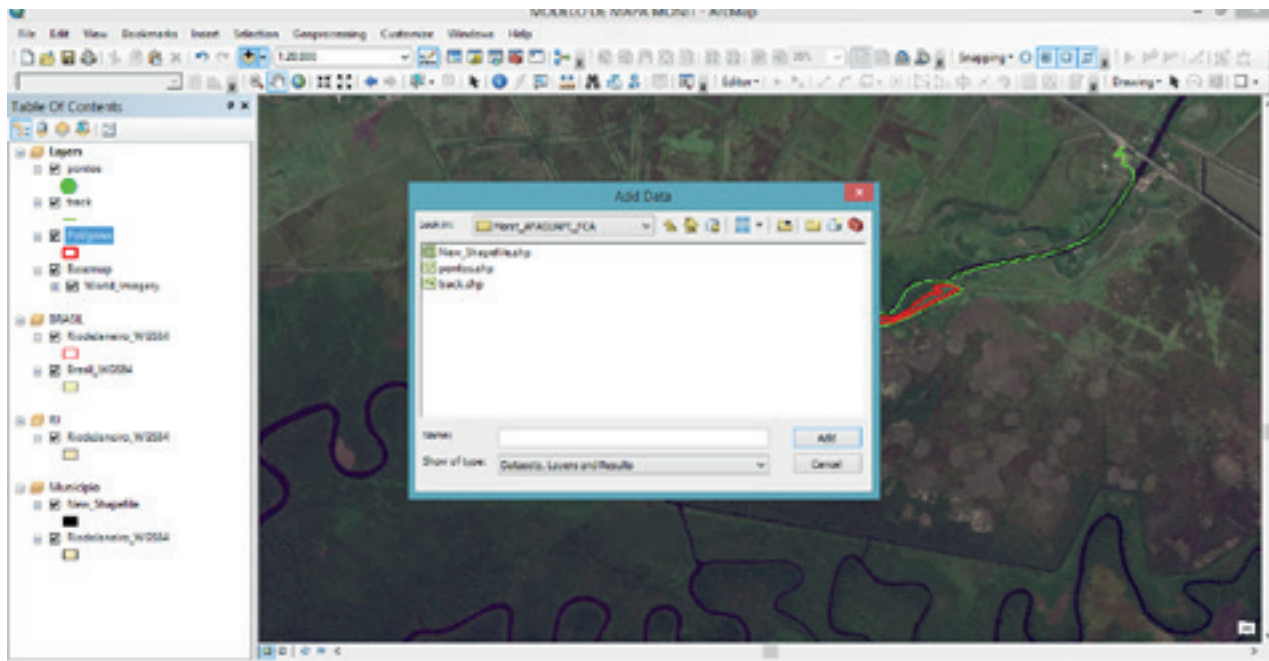 MODELO DE MAPA MONIT - ArcMap
File Edit View Bookmarks Insert Selection Geoprocessing Customize Windows Help
1:20.000
Snapping
Editor
Drawing
Table Of Contents
Layers
pontos
track
Basemap
World_Imagery
BRASIL
RiodeJaneiro_WGS84
Brasil_WGS84
RJ
RiodeJaneiro_WGS84
Municipio
New_Shapefile
RiodeJaneiro_WGS84
Add Data
Look in:
New_Shapefile.shp
pontos.shp
track.shp
Name:
Add
Show of type:
Datasets, Layers and Results
Cancel